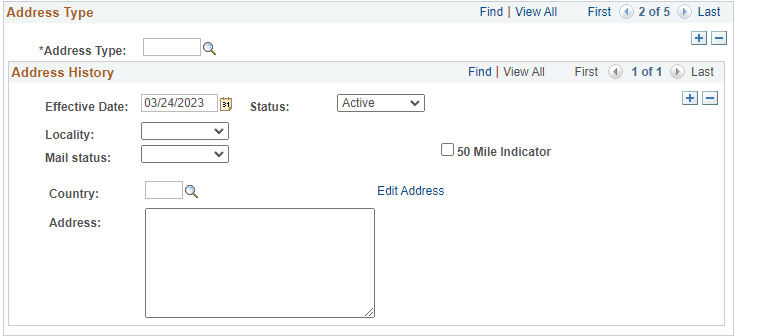 Address Type Find | View All First 2 of 5 Last
*Address Type:
Address History Find | View All First 1 of 1 Last
Effective Date: 03/24/2023 31 Status: Active
Locality:
Mail status: 50 Mile Indicator
Country: Edit Address
Address: